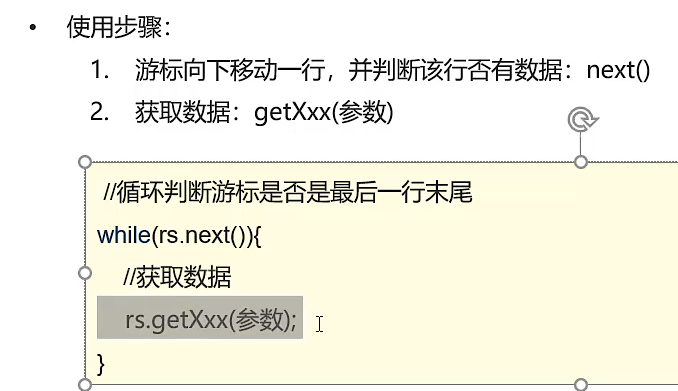 • 使用步骤：
1. 游标向下移动一行，并判断该行否有数据：next()
2. 获取数据：getXxx(参数)
//循环判断游标是否是最后一行末尾
while(rs.next()){
//获取数据
rs.getXxx(参数);
}